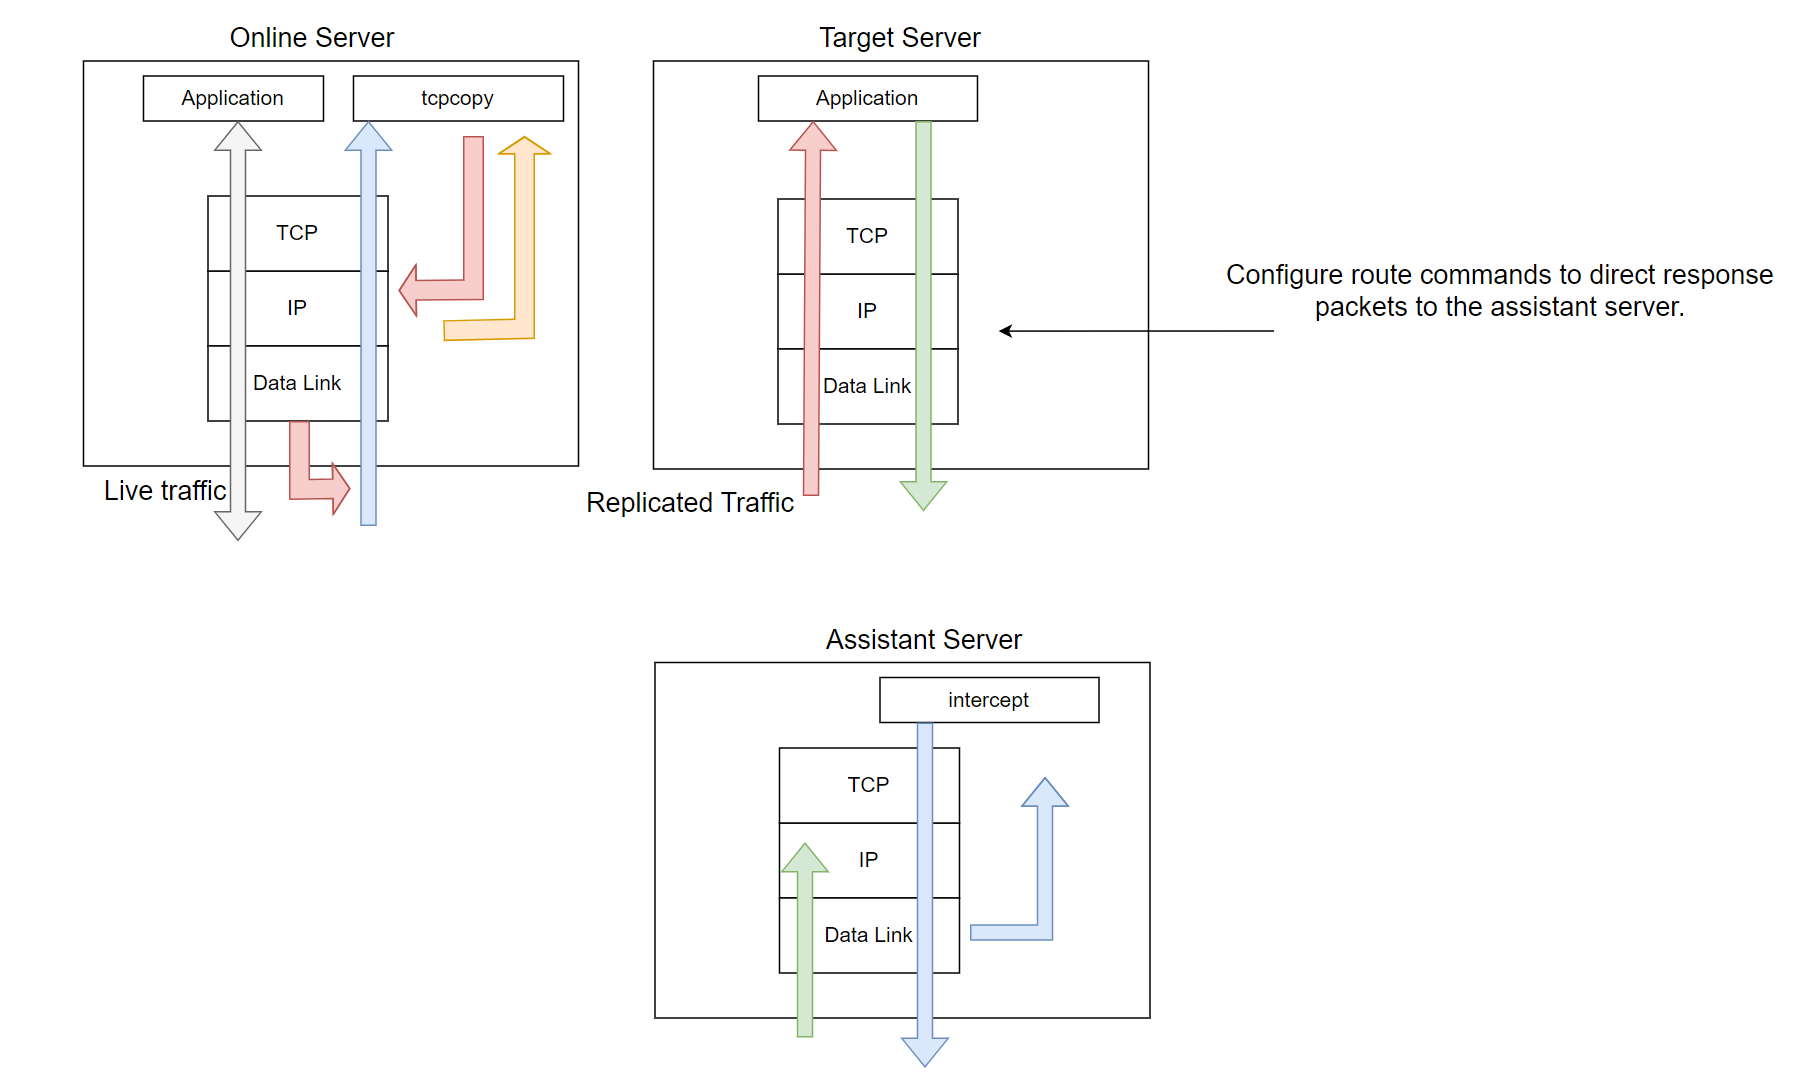 Online Server
Application
tcpcopy
TCP
IP
Data Link
Live traffic
Target Server
Application
TCP
IP
Data Link
Replicated Traffic
Configure route commands to direct response
packets to the assistant server.
Assistant Server
intercept
TCP
IP
Data Link